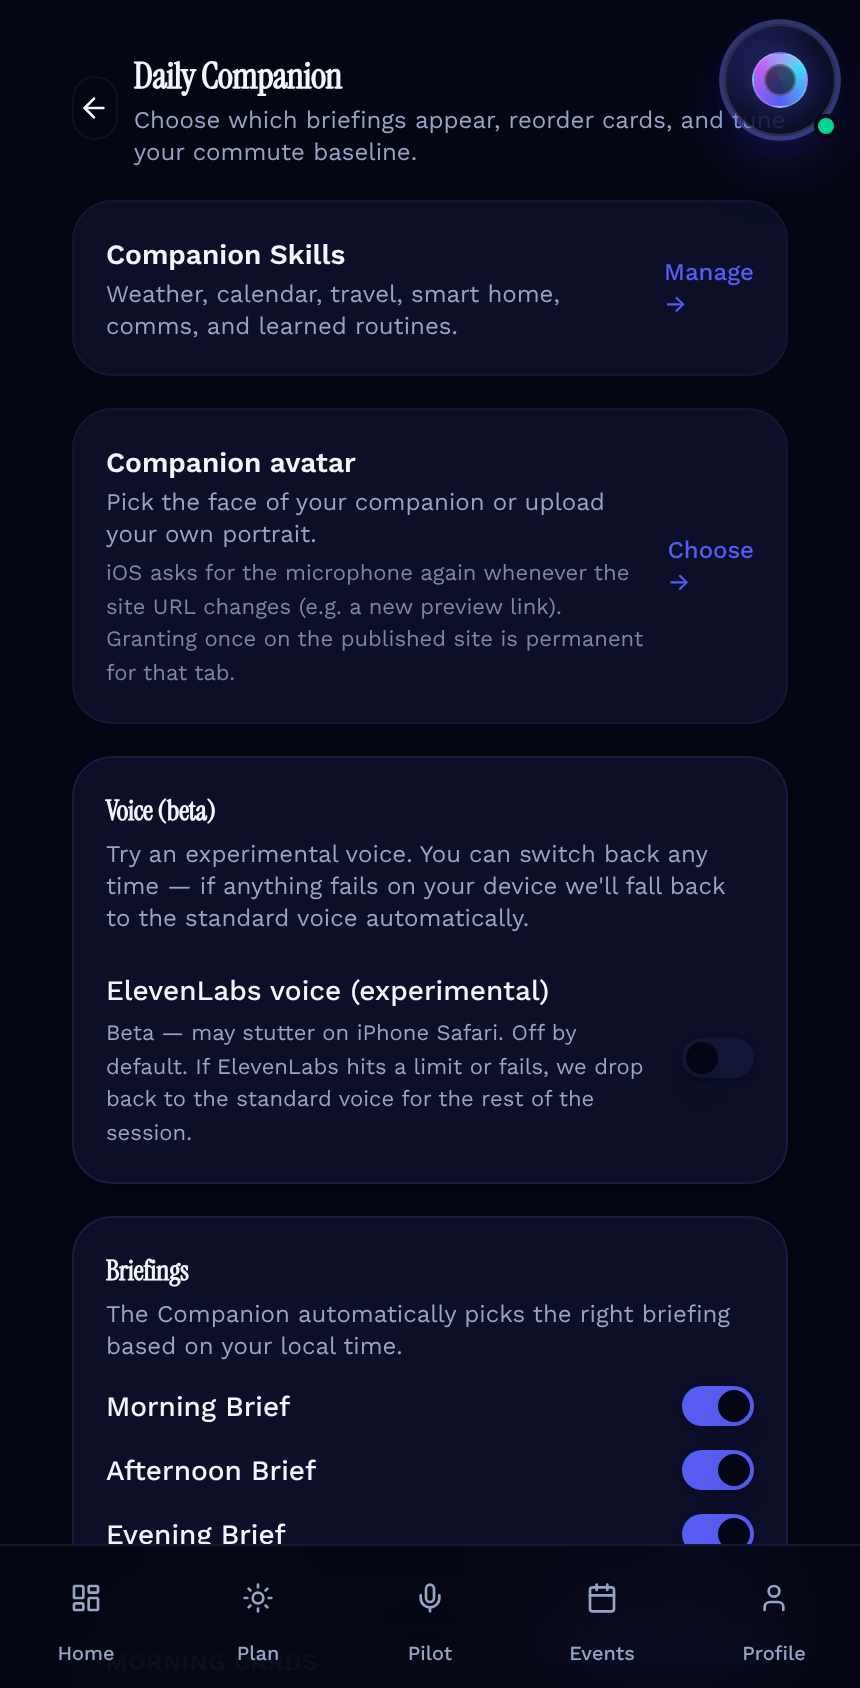 Daily Companion
Choose which briefings appear, reorder cards, and tune
your commute baseline.
Companion Skills
Weather, calendar, travel, smart home,
comms, and learned routines.
Manage
→
Companion avatar
Pick the face of your companion or upload
your own portrait.
iOS asks for the microphone again whenever the
site URL changes (e.g. a new preview link).
Granting once on the published site is permanent
for that tab.
Choose
→
Voice (beta)
Try an experimental voice. You can switch back any
time — if anything fails on your device we'll fall back
to the standard voice automatically.
ElevenLabs voice (experimental)
Beta — may stutter on iPhone Safari. Off by
default. If ElevenLabs hits a limit or fails, we drop
back to the standard voice for the rest of the
session.
Briefings
The Companion automatically picks the right briefing
based on your local time.
Morning Brief
Afternoon Brief
Evening Brief
Home
Plan
Pilot
Events
Profile
MORNING CARDS